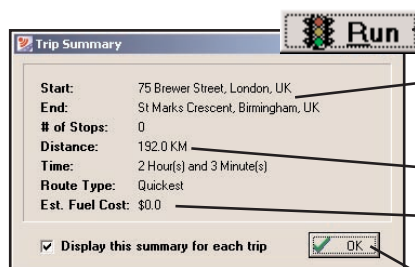 Run
Trip Summary
Start: 75 Brewer Street, London, UK
End: St Marks Crescent, Birmingham, UK
# of Stops: 0
Distance: 192.0 KM
Time: 2 Hour(s) and 3 Minute(s)
Route Type: Quickest
Est. Fuel Cost: $0.0
Display this summary for each trip
OK